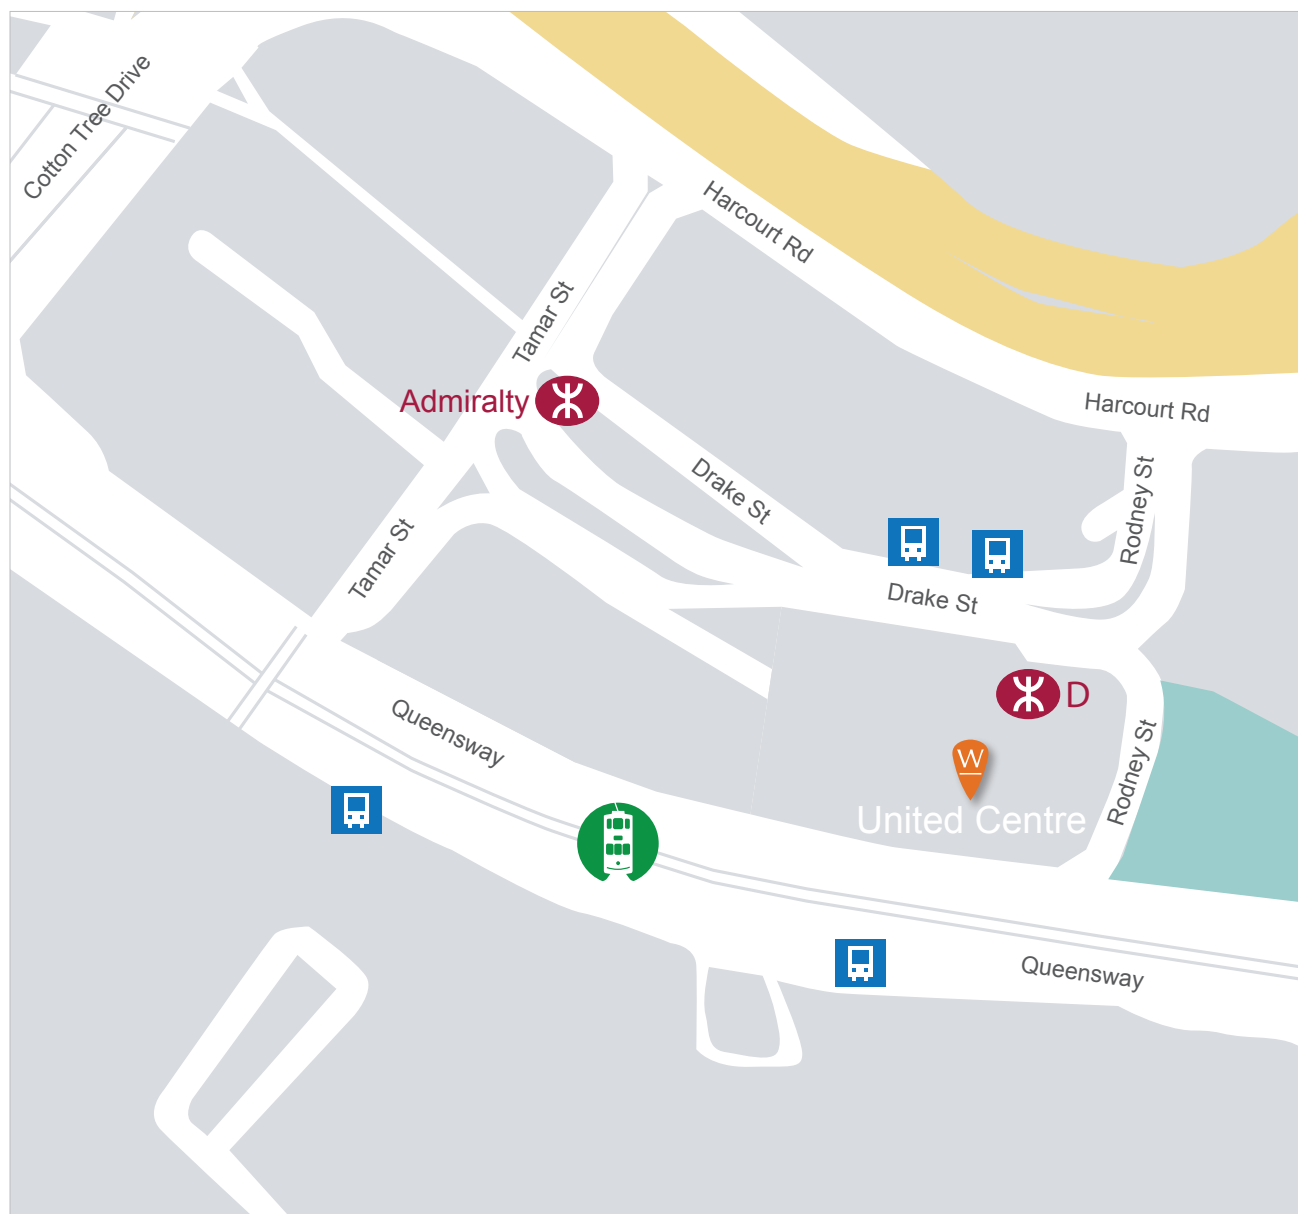 Cotton Tree Drive
Harcourt Rd
Tamar St
Admiralty
Harcourt Rd
Drake St
Rodney St
Tamar St
Drake St
D
Queensway
Rodney St
W
United Centre
Queensway